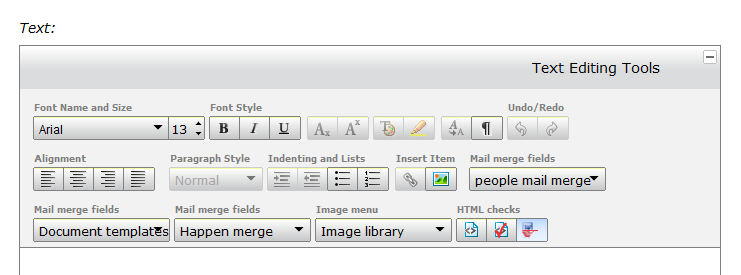 Text:
Text Editing Tools
Font Name and Size Font Style Undo/Redo
Arial 13 B I U Ax Ax A A ¶
Alignment Paragraph Style Indenting and Lists Insert Item Mail merge fields
Normal people mail merge
Mail merge fields Mail merge fields Image menu HTML checks
Document templates Happen merge Image library